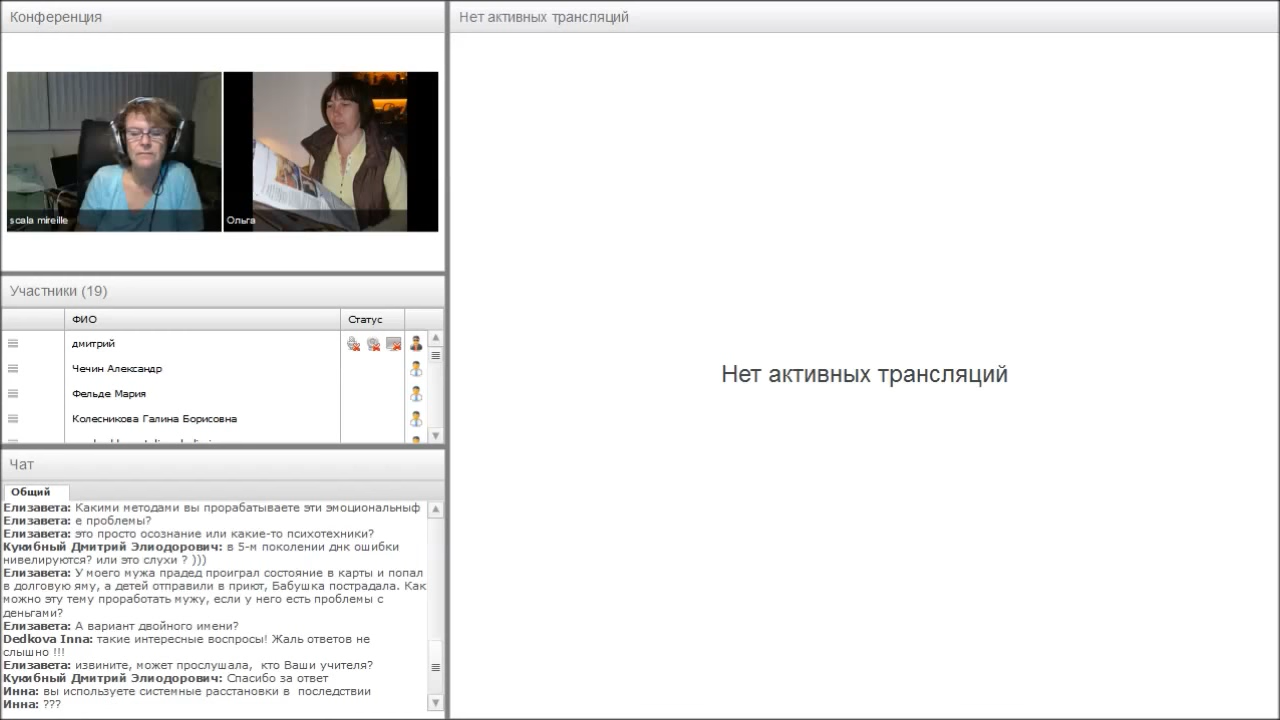 Конференция
Нет активных трансляций
scala mireille
Ольга
Участники (19)
ФИО
Статус
дмитрий
Чечин Александр
Фельде Мария
Колесникова Галина Борисовна
Нет активных трансляций
Чат
Общий
Елизавета: Какими методами вы прорабатываете эти эмоциональныф
Елизавета: е проблемы?
Елизавета: это просто осознание или какие-то психотехники?
Кукибный Дмитрий Элиодорович: в 5-м поколении днк ошибки
нивелируются? или это слухи ? )))
Елизавета: У моего мужа прадед проиграл состояние в карты и попал
в долговую яму, а детей отправили в приют, Бабушка пострадала. Как
можно эту тему проработать мужу, если у него есть проблемы с
деньгами?
Елизавета: А вариант двойного имени?
Dedkova Inna: такие интересные воспросы! Жаль ответов не
слышно !!!
Елизавета: извините, может прослушала, кто Ваши учителя?
Кукибный Дмитрий Элиодорович: Спасибо за ответ
Инна: вы используете системные расстановки в последствии
Инна: ???